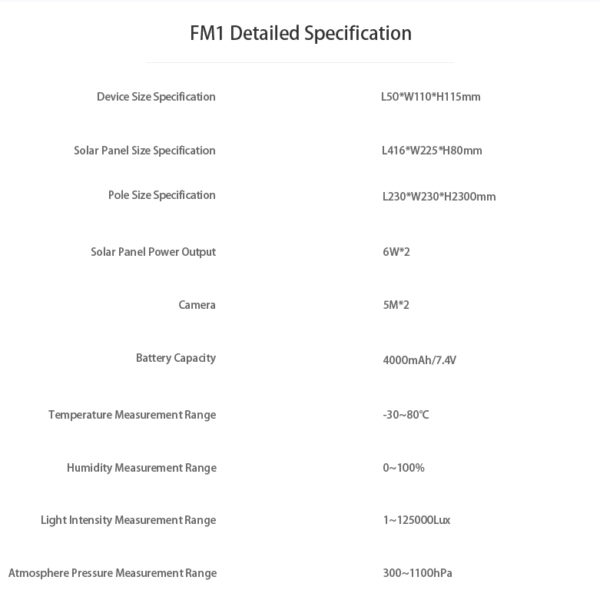 FM1 Detailed Specification
Device Size Specification L50*W110*H115mm
Solar Panel Size Specification L416*W225*H80mm
Pole Size Specification L230*W230*H2300mm
Solar Panel Power Output 6W*2
Camera 5M*2
Battery Capacity 4000mAh/7.4V
Temperature Measurement Range -30~80℃
Humidity Measurement Range 0~100%
Light Intensity Measurement Range 1~125000Lux
Atmosphere Pressure Measurement Range 300~1100hPa